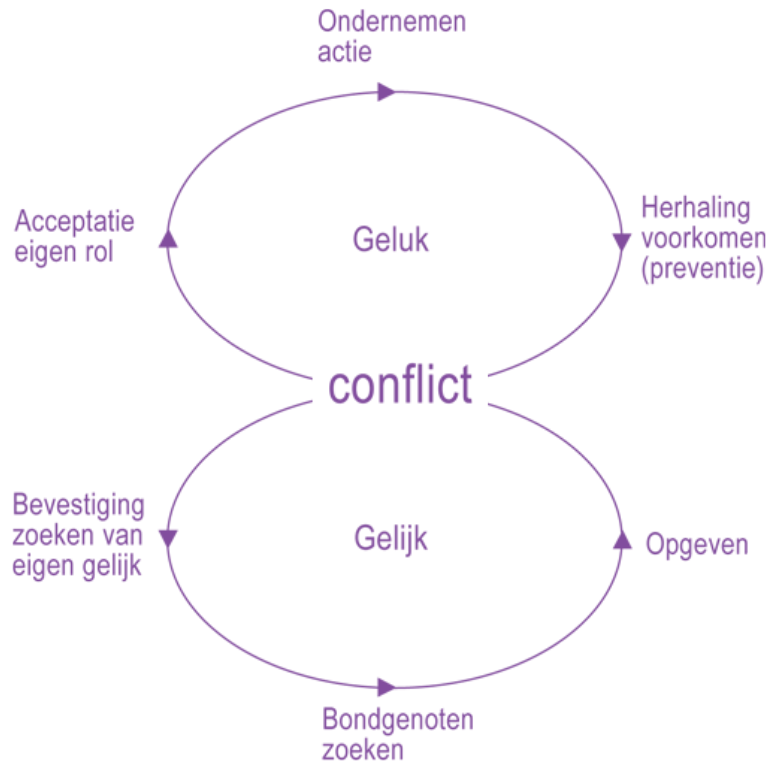 Ondernemen
actie
Acceptatie
eigen rol
Geluk
Herhaling
voorkomen
(preventie)
conflict
Bevestiging
zoeken van
eigen gelijk
Gelijk
Opgeven
Bondgenoten
zoeken